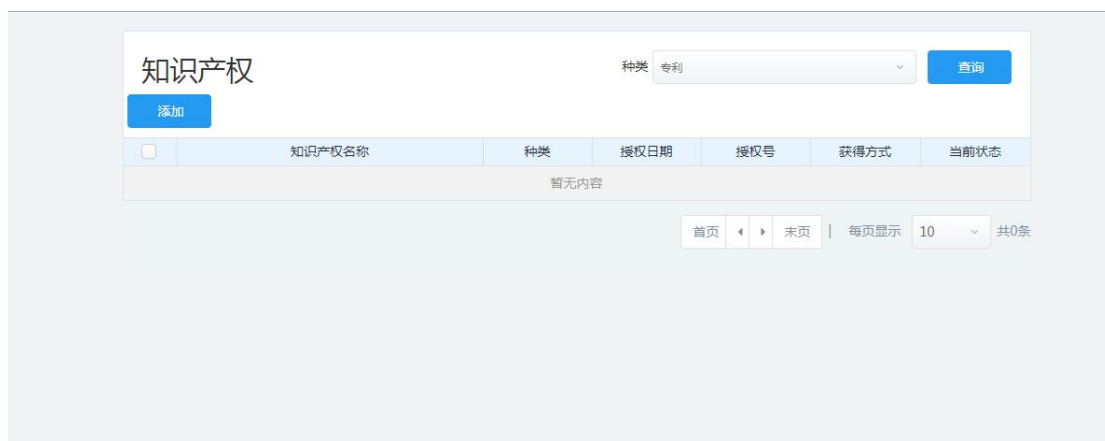 知识产权
种类 专利 查询
添加
知识产权名称 种类 授权日期 授权号 获得方式 当前状态
暂无内容
首页 末页 | 每页显示 10 共0条